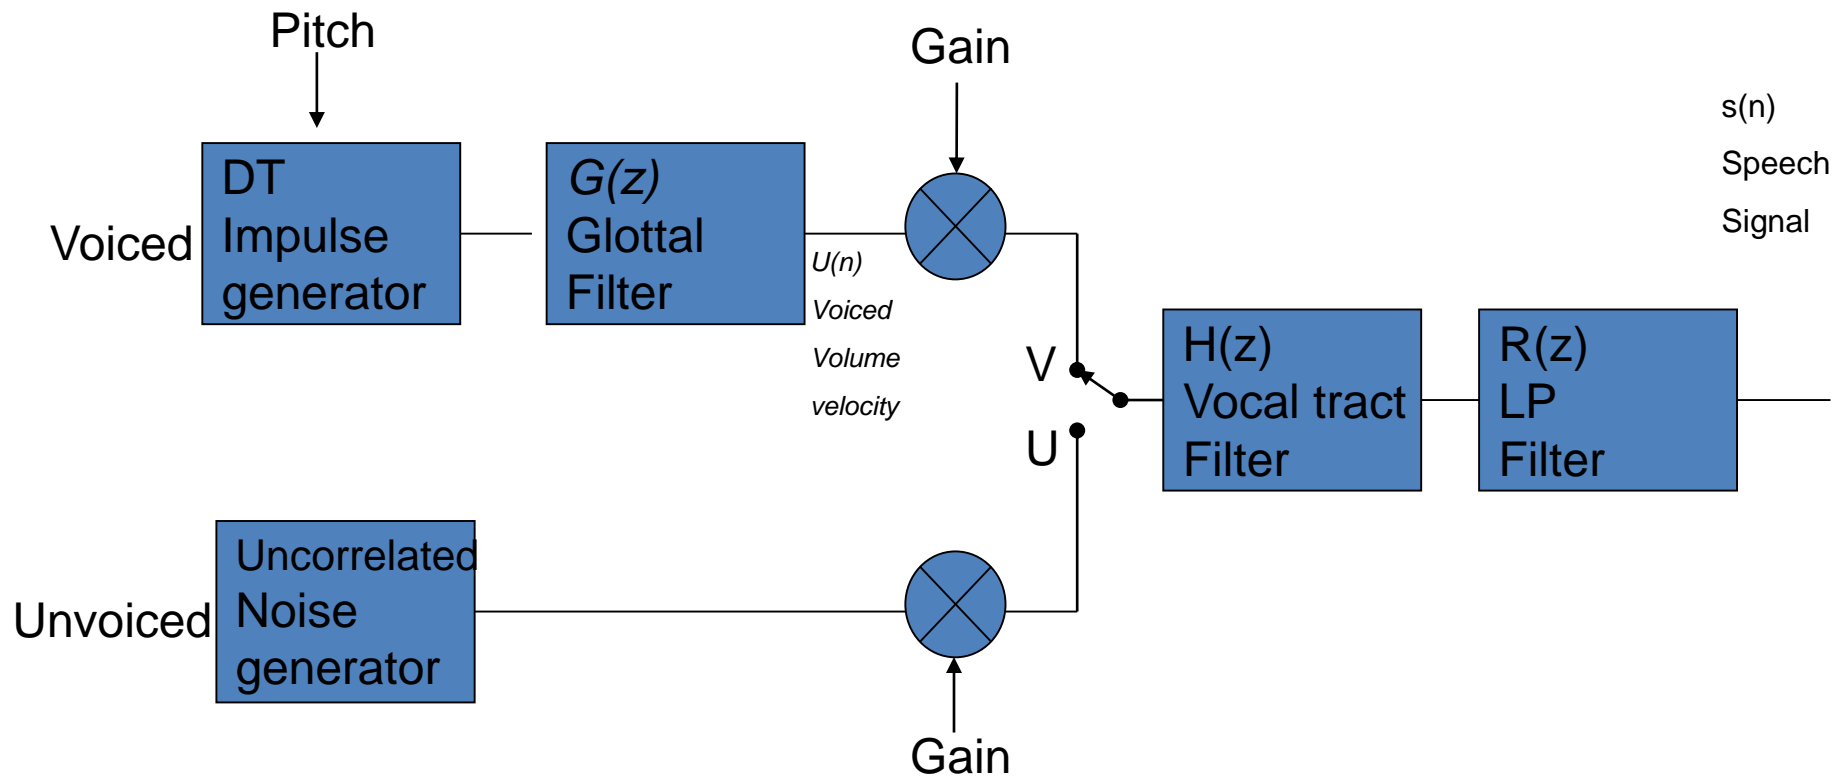 Pitch
Gain
s(n)
Speech
Signal
Voiced
DT
Impulse
generator
G(z)
Glottal
Filter
U(n)
Voiced
Volume
velocity
V
U
H(z)
Vocal tract
Filter
R(z)
LP
Filter
Unvoiced
Uncorrelated
Noise
generator
Gain